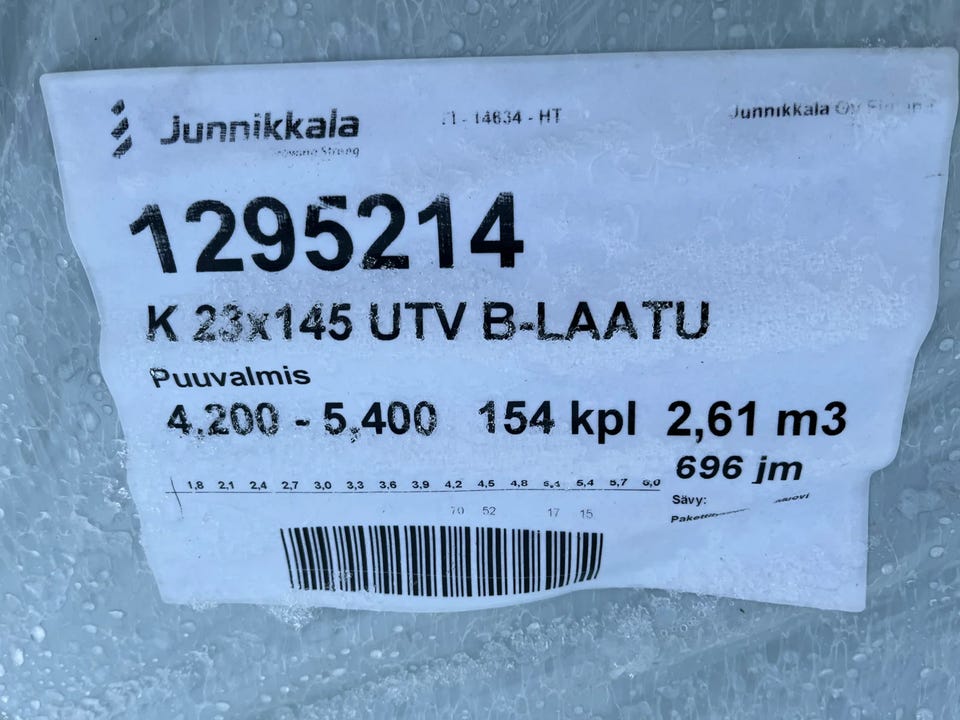 Junnikkala
Strong
- 14634 - HT
Junnikkala Oy Finland
1295214
K 23x145 UTV B-LAATU
Puuvalmis
4.200 - 5.400 154 kpl 2,61 m3
696 jm
1,8 2,1 2,4 2,7 3,0 3,3 3,6 3,9 4,2 4,5 4,8 5,1 5,4 5,7 6,0
70 52 17 15
Sävy: